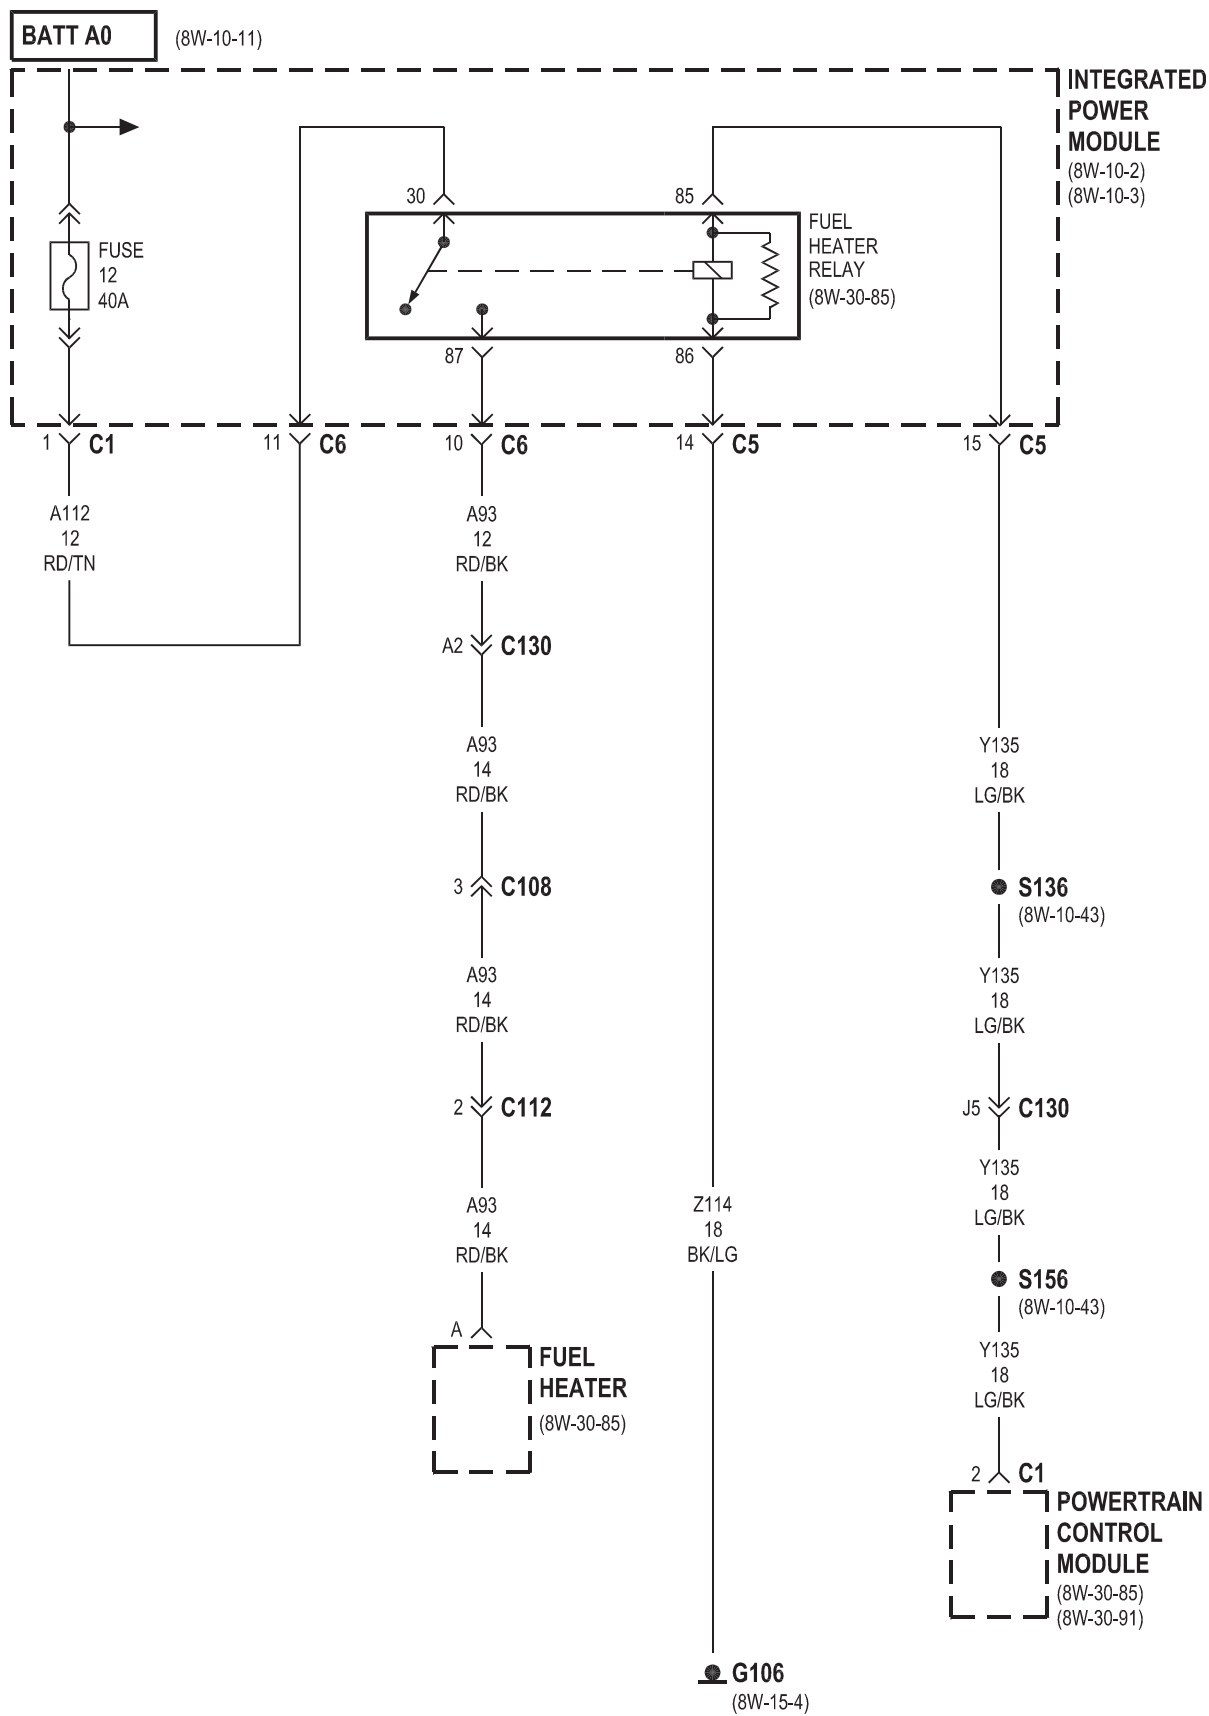 BATT A0
(8W-10-11)
INTEGRATED
POWER
MODULE
(8W-10-2)
(8W-10-3)
30
85
FUSE
12
40A
FUEL
HEATER
RELAY
(8W-30-85)
87
86
1
C1
11
C6
10
C6
14
C5
15
C5
A112
12
RD/TN
A93
12
RD/BK
A2
C130
A93
14
RD/BK
Y135
18
LG/BK
3
C108
S136
(8W-10-43)
A93
14
RD/BK
Y135
18
LG/BK
2
C112
J5
C130
Y135
18
LG/BK
A93
14
RD/BK
Z114
18
BK/LG
S156
(8W-10-43)
A
FUEL
HEATER
(8W-30-85)
Y135
18
LG/BK
2
C1
POWERTRAIN
CONTROL
MODULE
(8W-30-85)
(8W-30-91)
G106
(8W-15-4)